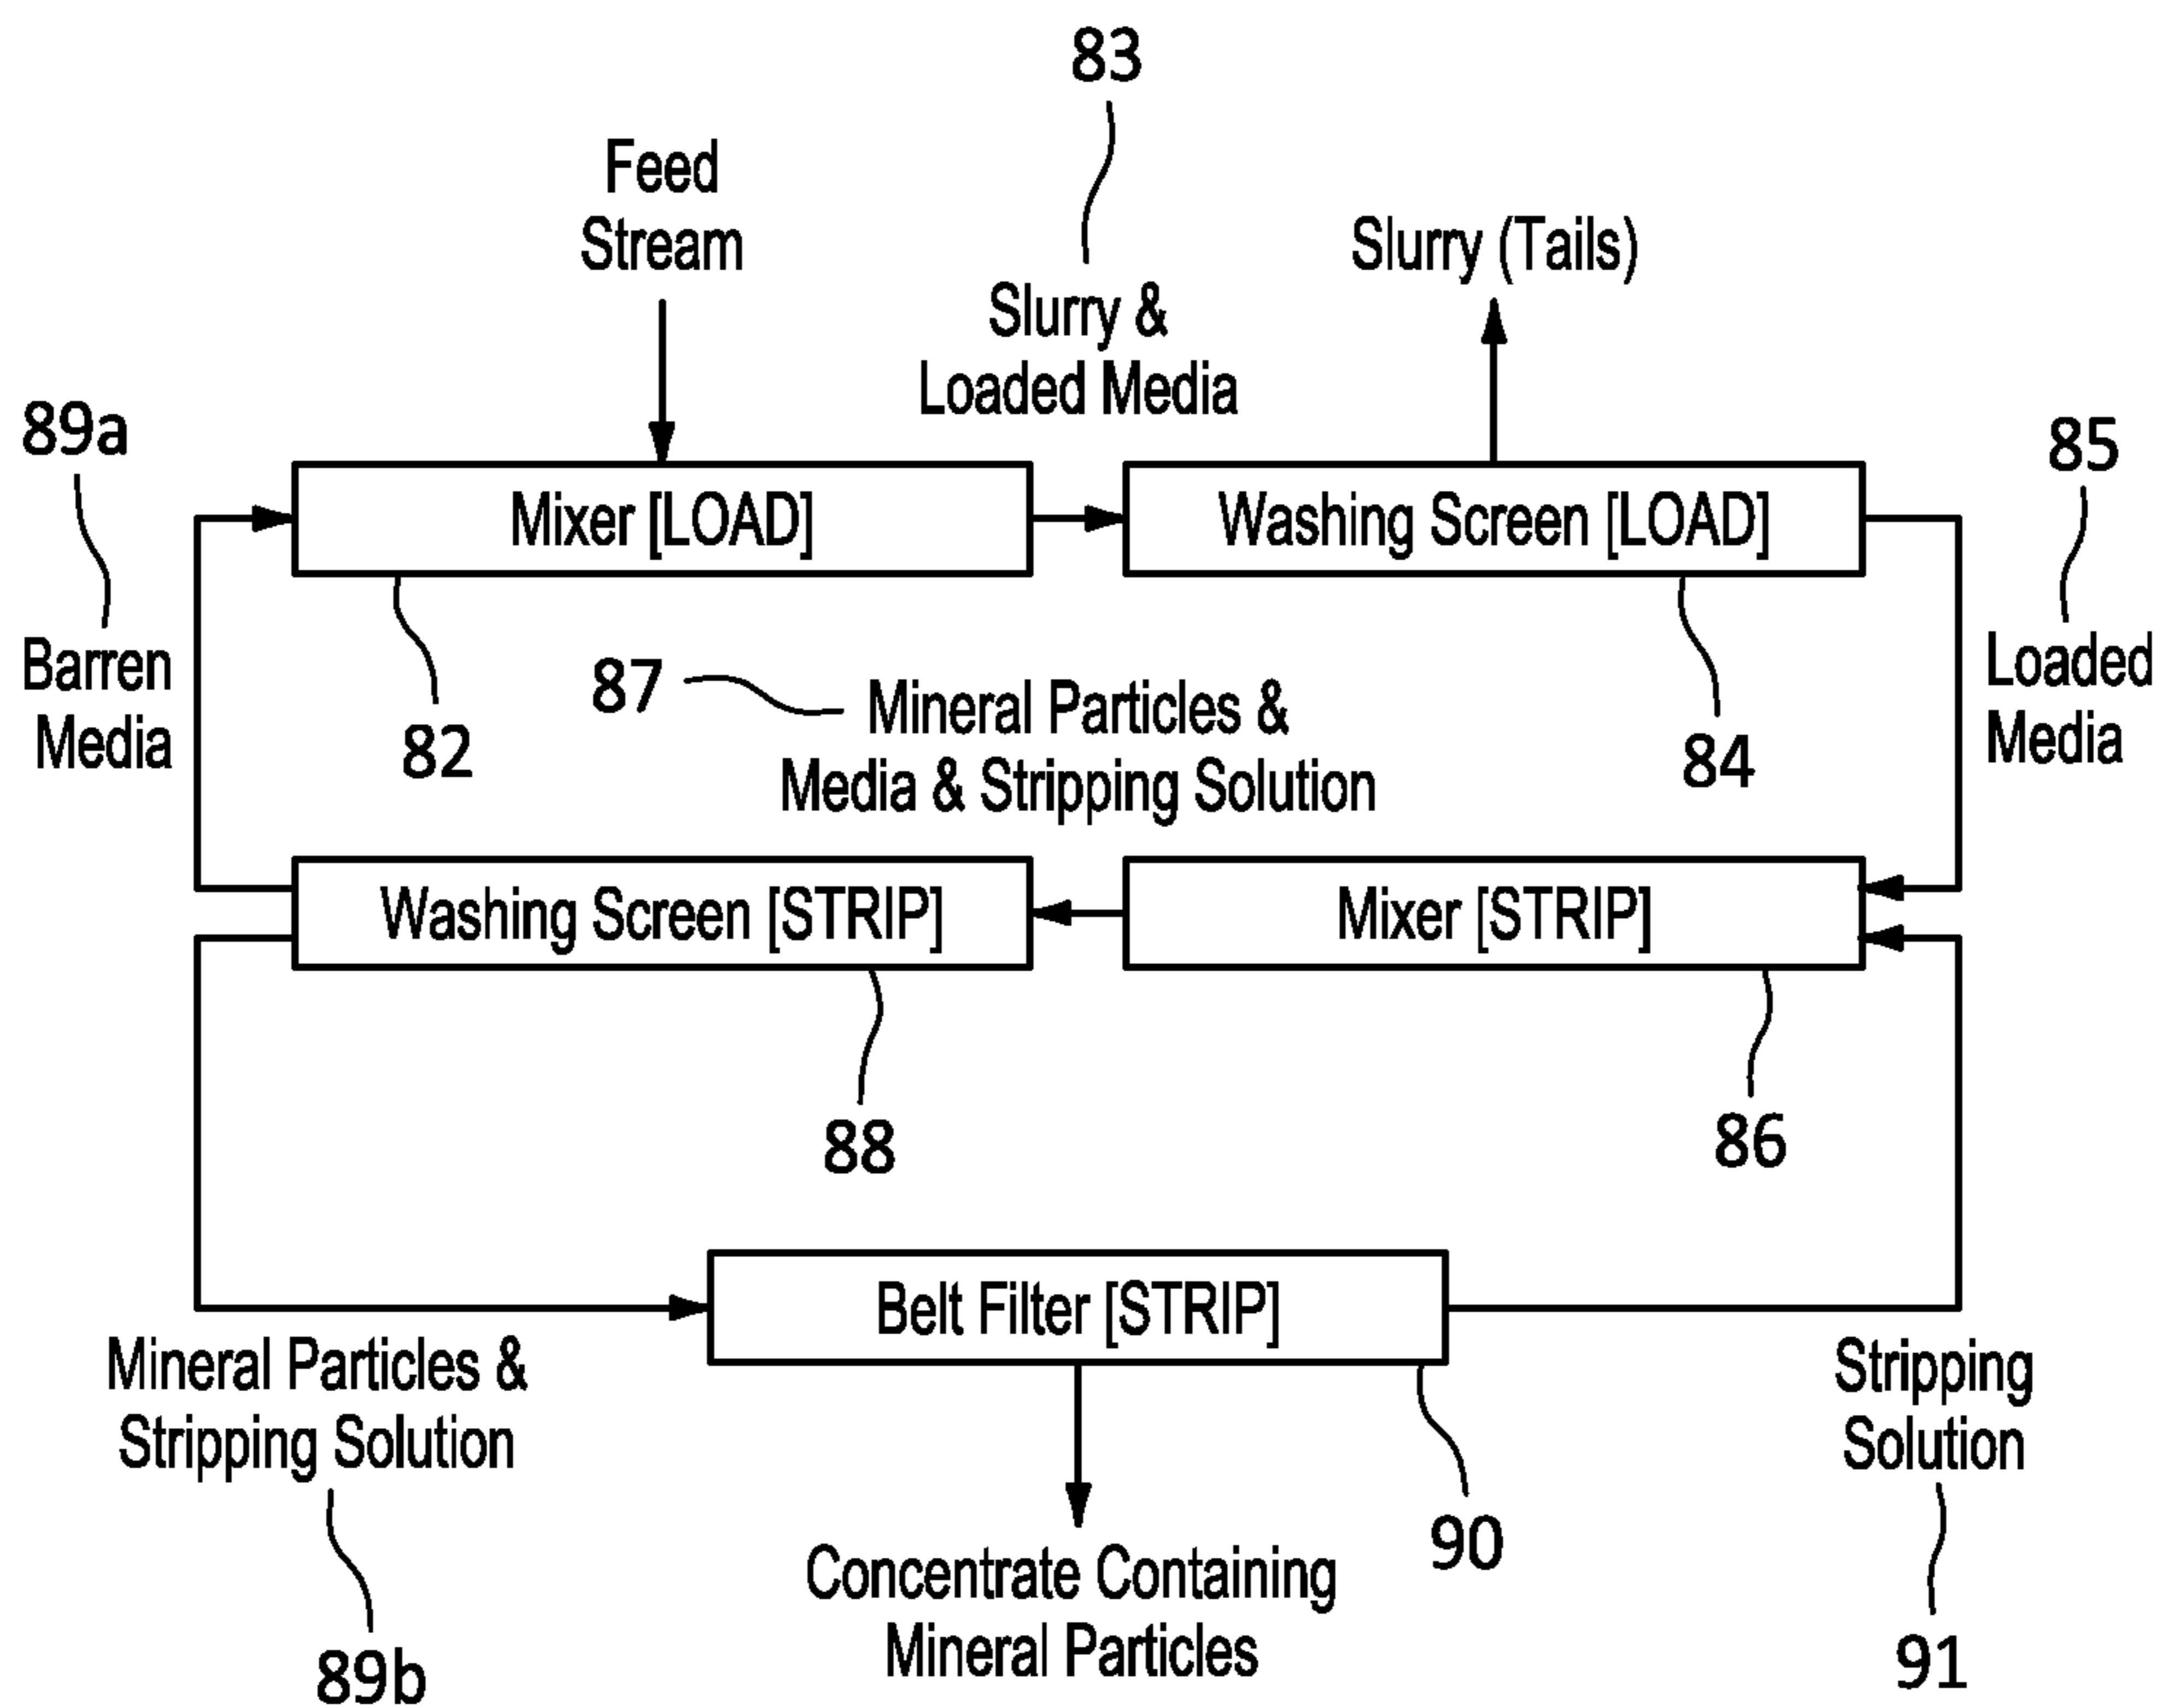 83
Feed
Stream
Slurry &
Loaded Media
Slurry (Tails)
89a
Mixer [LOAD]
Washing Screen [LOAD]
85
Barren
Media
82
87
Mineral Particles &
Media & Stripping Solution
84
Loaded
Media
Washing Screen [STRIP]
Mixer [STRIP]
88
86
Belt Filter [STRIP]
Mineral Particles &
Stripping Solution
89b
Concentrate Containing
Mineral Particles
90
Stripping
Solution
91